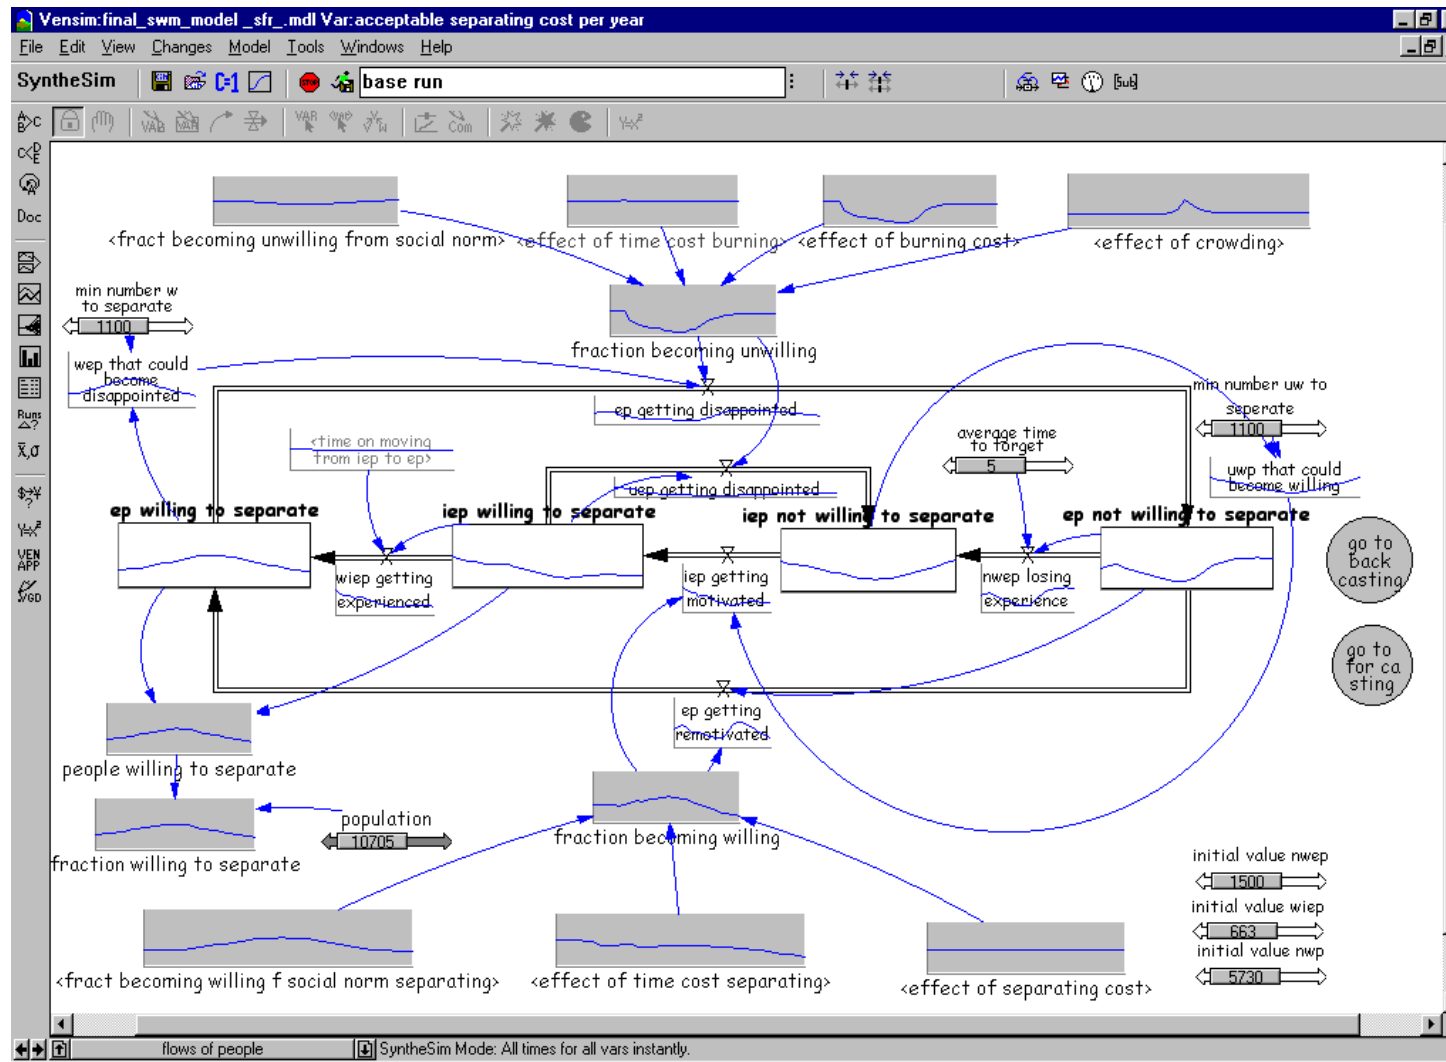 Vensim:final_swm_model _sfr_.mdl Var:acceptable separating cost per year
File Edit View Changes Model Tools Windows Help
SyntheSim
base run
<fract becoming unwilling from social norm>
<effect of time cost burning>
<effect of burning cost>
<effect of crowding>
min number w
to separate
1100
fraction becoming unwilling
wep that could
become
disappointed
ep getting disappointed
min number uw to
seperate
1100
<time on moving
from iep to ep>
average time
to forget
5
uep getting disappointed
uwp that could
become willing
ep willing to separate
iep willing to separate
iep not willing to separate
ep not willing to separate
go to
back
casting
wiep getting
experienced
iep getting
motivated
nwep losing
experience
go to
for ca
sting
ep getting
remotivated
people willing to separate
population
10705
fraction becoming willing
fraction willing to separate
initial value nwep
1500
initial value wiep
663
initial value nwp
5730
<fract becoming willing f social norm separating>
<effect of time cost separating>
<effect of separating cost>
Doc
Runs
VEN
APP
flows of people
SyntheSim Mode: All times for all vars instantly.